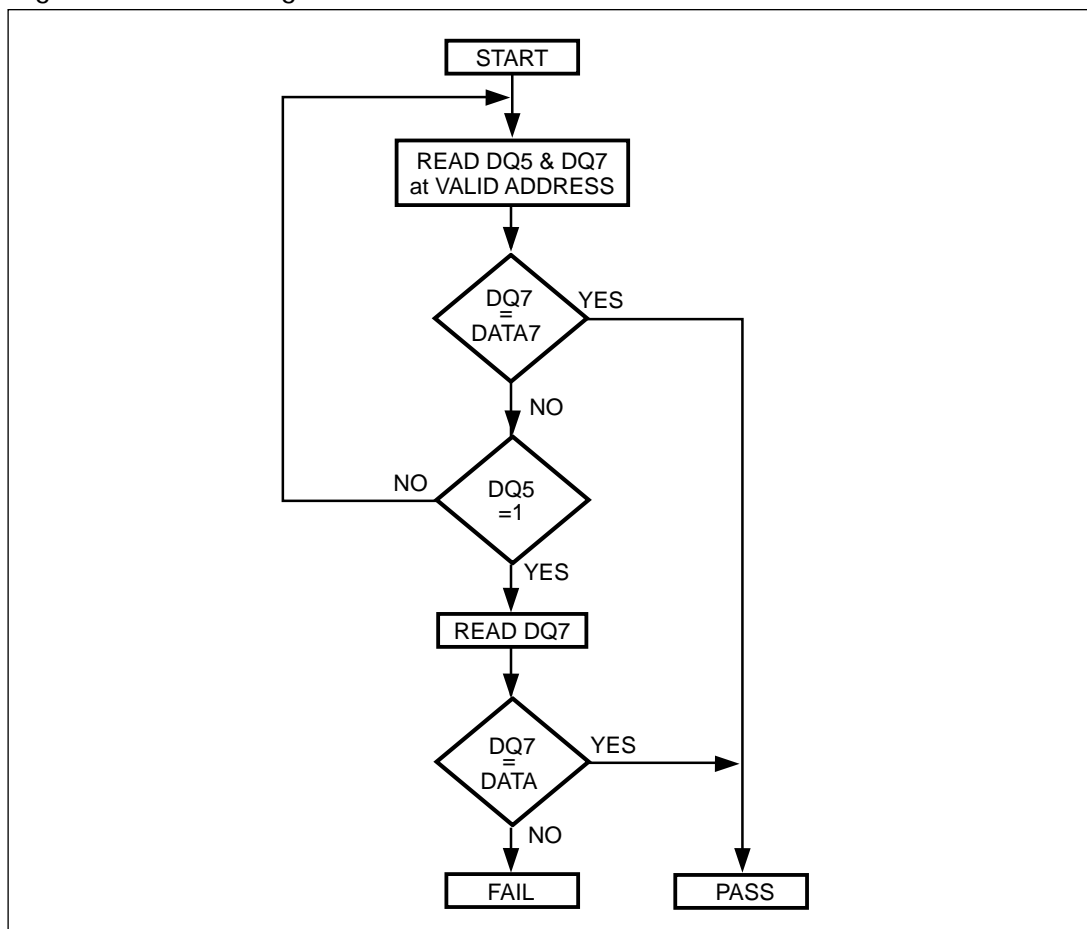 START
READ DQ5 & DQ7
at VALID ADDRESS
DQ7
=
DATA7
YES
NO
NO
DQ5
=1
YES
READ DQ7
DQ7
=
DATA
YES
NO
FAIL
PASS